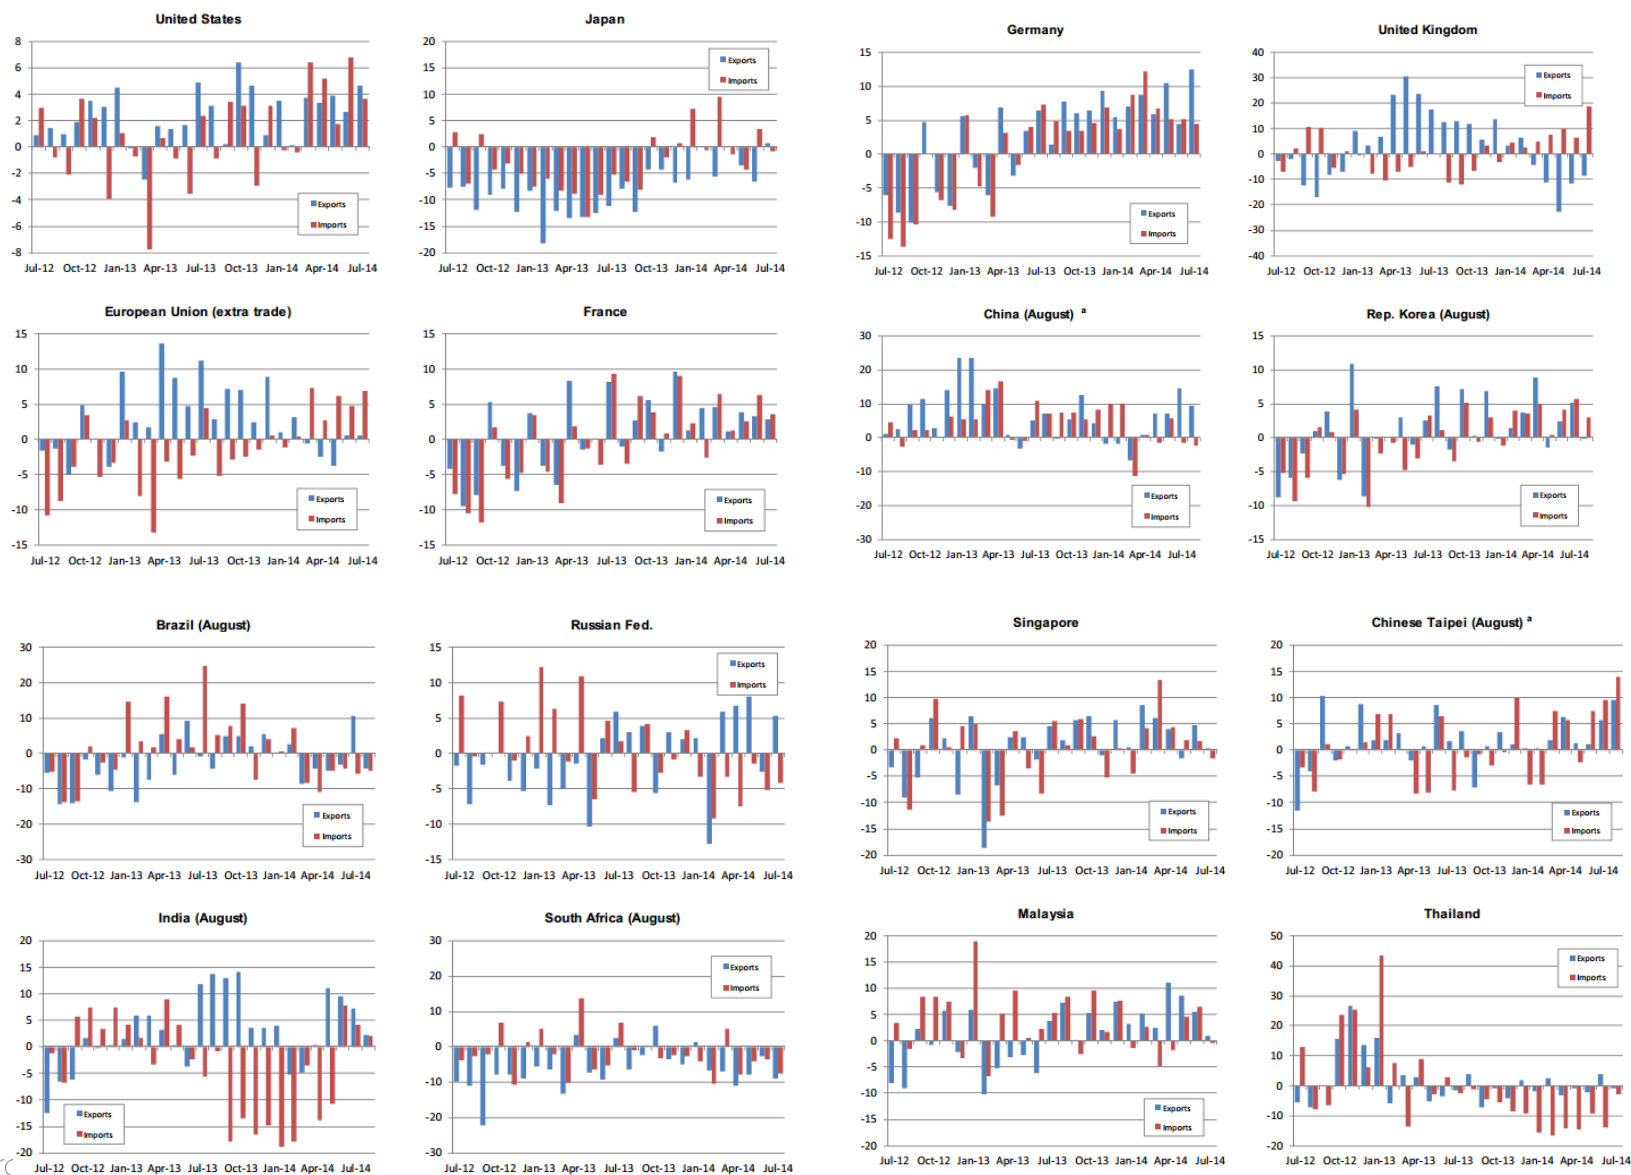 United States
8
6
4
2
0
-2
-4
-6
-8
Exports
Imports
Jul-12 Oct-12 Jan-13 Apr-13 Jul-13 Oct-13 Jan-14 Apr-14 Jul-14
Japan
20
15
10
5
0
-5
-10
-15
-20
Exports
Imports
Jul-12 Oct-12 Jan-13 Apr-13 Jul-13 Oct-13 Jan-14 Apr-14 Jul-14
Germany
15
10
5
0
-5
-10
-15
Exports
Imports
Jul-12 Oct-12 Jan-13 Apr-13 Jul-13 Oct-13 Jan-14 Apr-14 Jul-14
United Kingdom
40
30
20
10
0
-10
-20
-30
-40
Exports
Imports
Jul-12 Oct-12 Jan-13 Apr-13 Jul-13 Oct-13 Jan-14 Apr-14 Jul-14
European Union (extra trade)
15
10
5
0
-5
-10
-15
Exports
Imports
Jul-12 Oct-12 Jan-13 Apr-13 Jul-13 Oct-13 Jan-14 Apr-14 Jul-14
France
15
10
5
0
-5
-10
-15
Exports
Imports
Jul-12 Oct-12 Jan-13 Apr-13 Jul-13 Oct-13 Jan-14 Apr-14 Jul-14
China (August) a
30
20
10
0
-10
-20
-30
Exports
Imports
Jul-12 Oct-12 Jan-13 Apr-13 Jul-13 Oct-13 Jan-14 Apr-14 Jul-14
Rep. Korea (August)
15
10
5
0
-5
-10
-15
Exports
Imports
Jul-12 Oct-12 Jan-13 Apr-13 Jul-13 Oct-13 Jan-14 Apr-14 Jul-14
Brazil (August)
30
20
10
0
-10
-20
-30
Exports
Imports
Jul-12 Oct-12 Jan-13 Apr-13 Jul-13 Oct-13 Jan-14 Apr-14 Jul-14
Russian Fed.
15
10
5
0
-5
-10
-15
Exports
Imports
Jul-12 Oct-12 Jan-13 Apr-13 Jul-13 Oct-13 Jan-14 Apr-14 Jul-14
Singapore
20
15
10
5
0
-5
-10
-15
-20
Exports
Imports
Jul-12 Oct-12 Jan-13 Apr-13 Jul-13 Oct-13 Jan-14 Apr-14 Jul-14
Chinese Taipei (August) a
20
15
10
5
0
-5
-10
-15
-20
Exports
Imports
Jul-12 Oct-12 Jan-13 Apr-13 Jul-13 Oct-13 Jan-14 Apr-14 Jul-14
India (August)
20
15
10
5
0
-5
-10
-15
-20
Exports
Imports
Jul-12 Oct-12 Jan-13 Apr-13 Jul-13 Oct-13 Jan-14 Apr-14 Jul-14
South Africa (August)
30
20
10
0
-10
-20
-30
Exports
Imports
Jul-12 Oct-12 Jan-13 Apr-13 Jul-13 Oct-13 Jan-14 Apr-14 Jul-14
Malaysia
20
15
10
5
0
-5
-10
-15
-20
Exports
Imports
Jul-12 Oct-12 Jan-13 Apr-13 Jul-13 Oct-13 Jan-14 Apr-14 Jul-14
Thailand
50
40
30
20
10
0
-10
-20
Exports
Imports
Jul-12 Oct-12 Jan-13 Apr-13 Jul-13 Oct-13 Jan-14 Apr-14 Jul-14